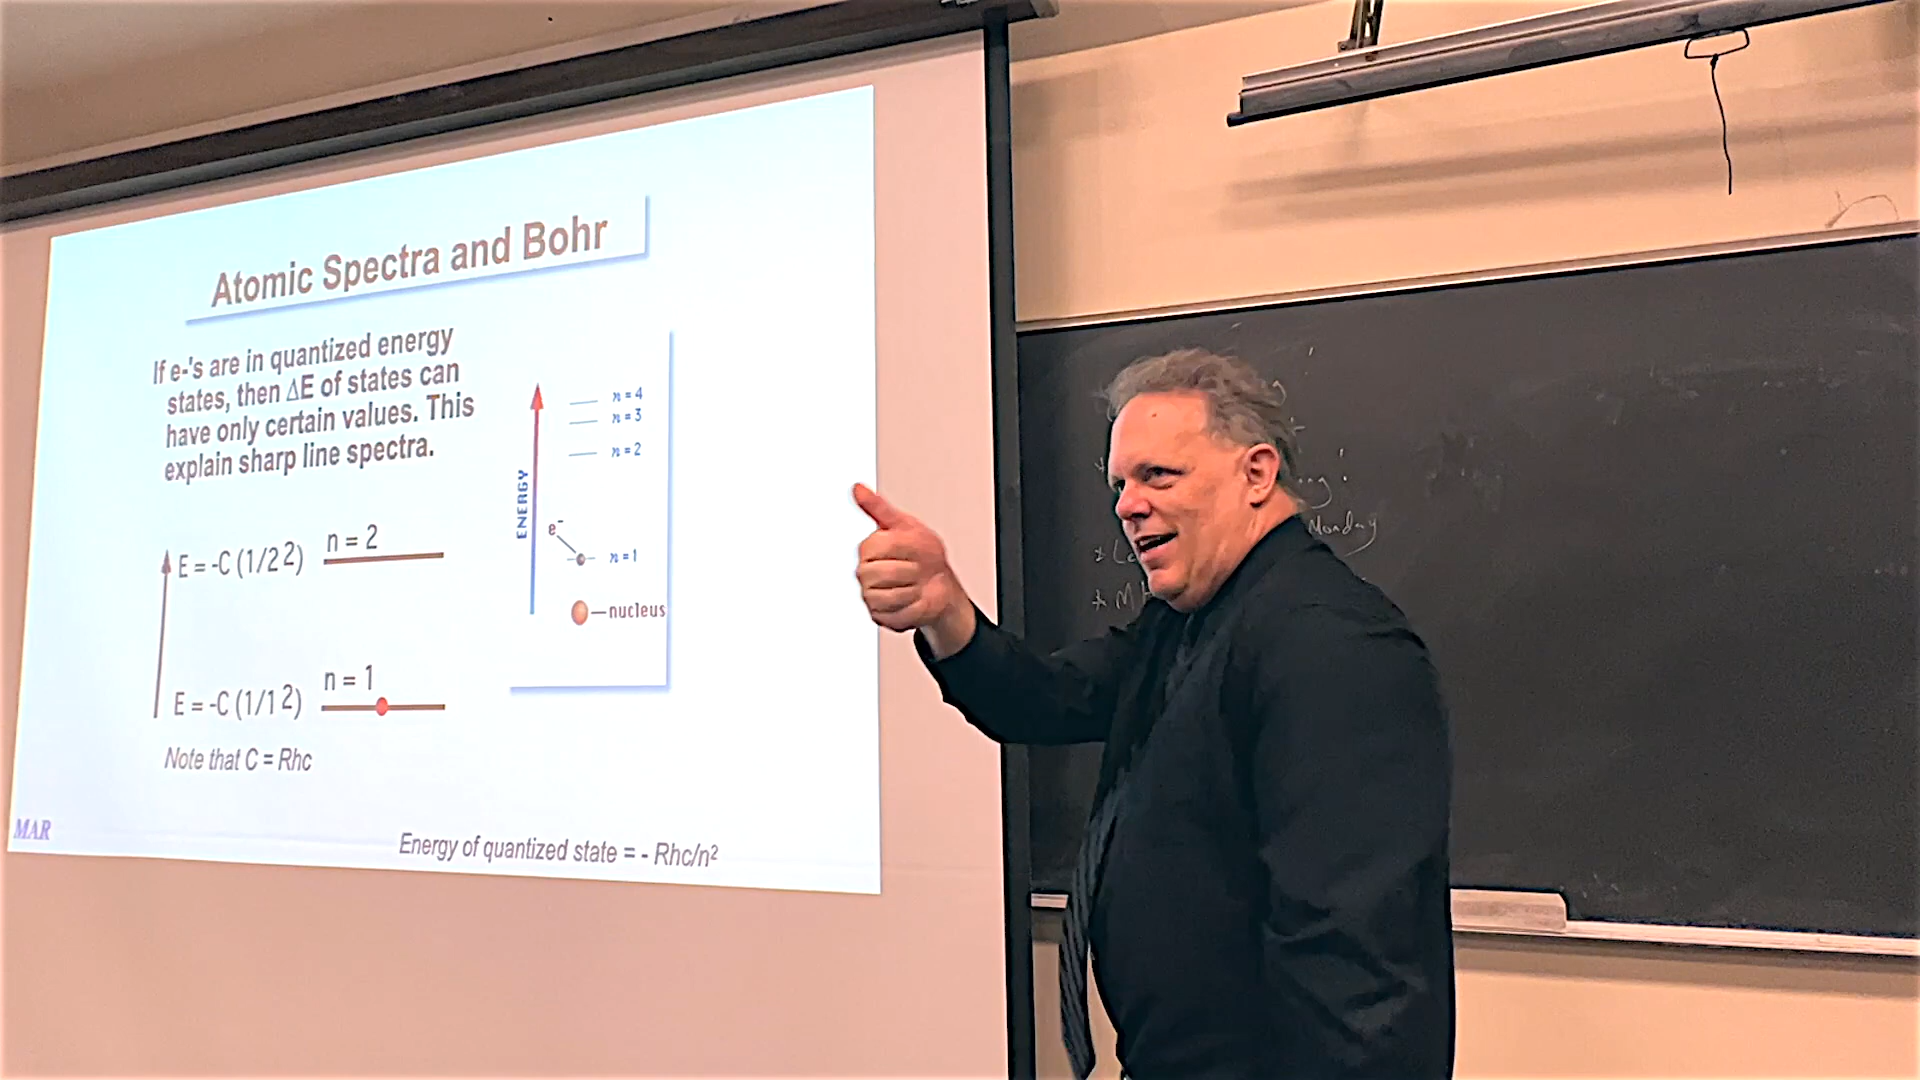 Atomic Spectra and Bohr
If e-'s are in quantized energy
states, then ΔE of states can
have only certain values. This
explain sharp line spectra.
E = -C (1/2 2) n = 2
E = -C (1/1 2) n = 1
Note that C = Rhc
ENERGY
n = 4
n = 3
n = 2
e-
n = 1
nucleus
MAR
Energy of quantized state = - Rhc/n²
Monday